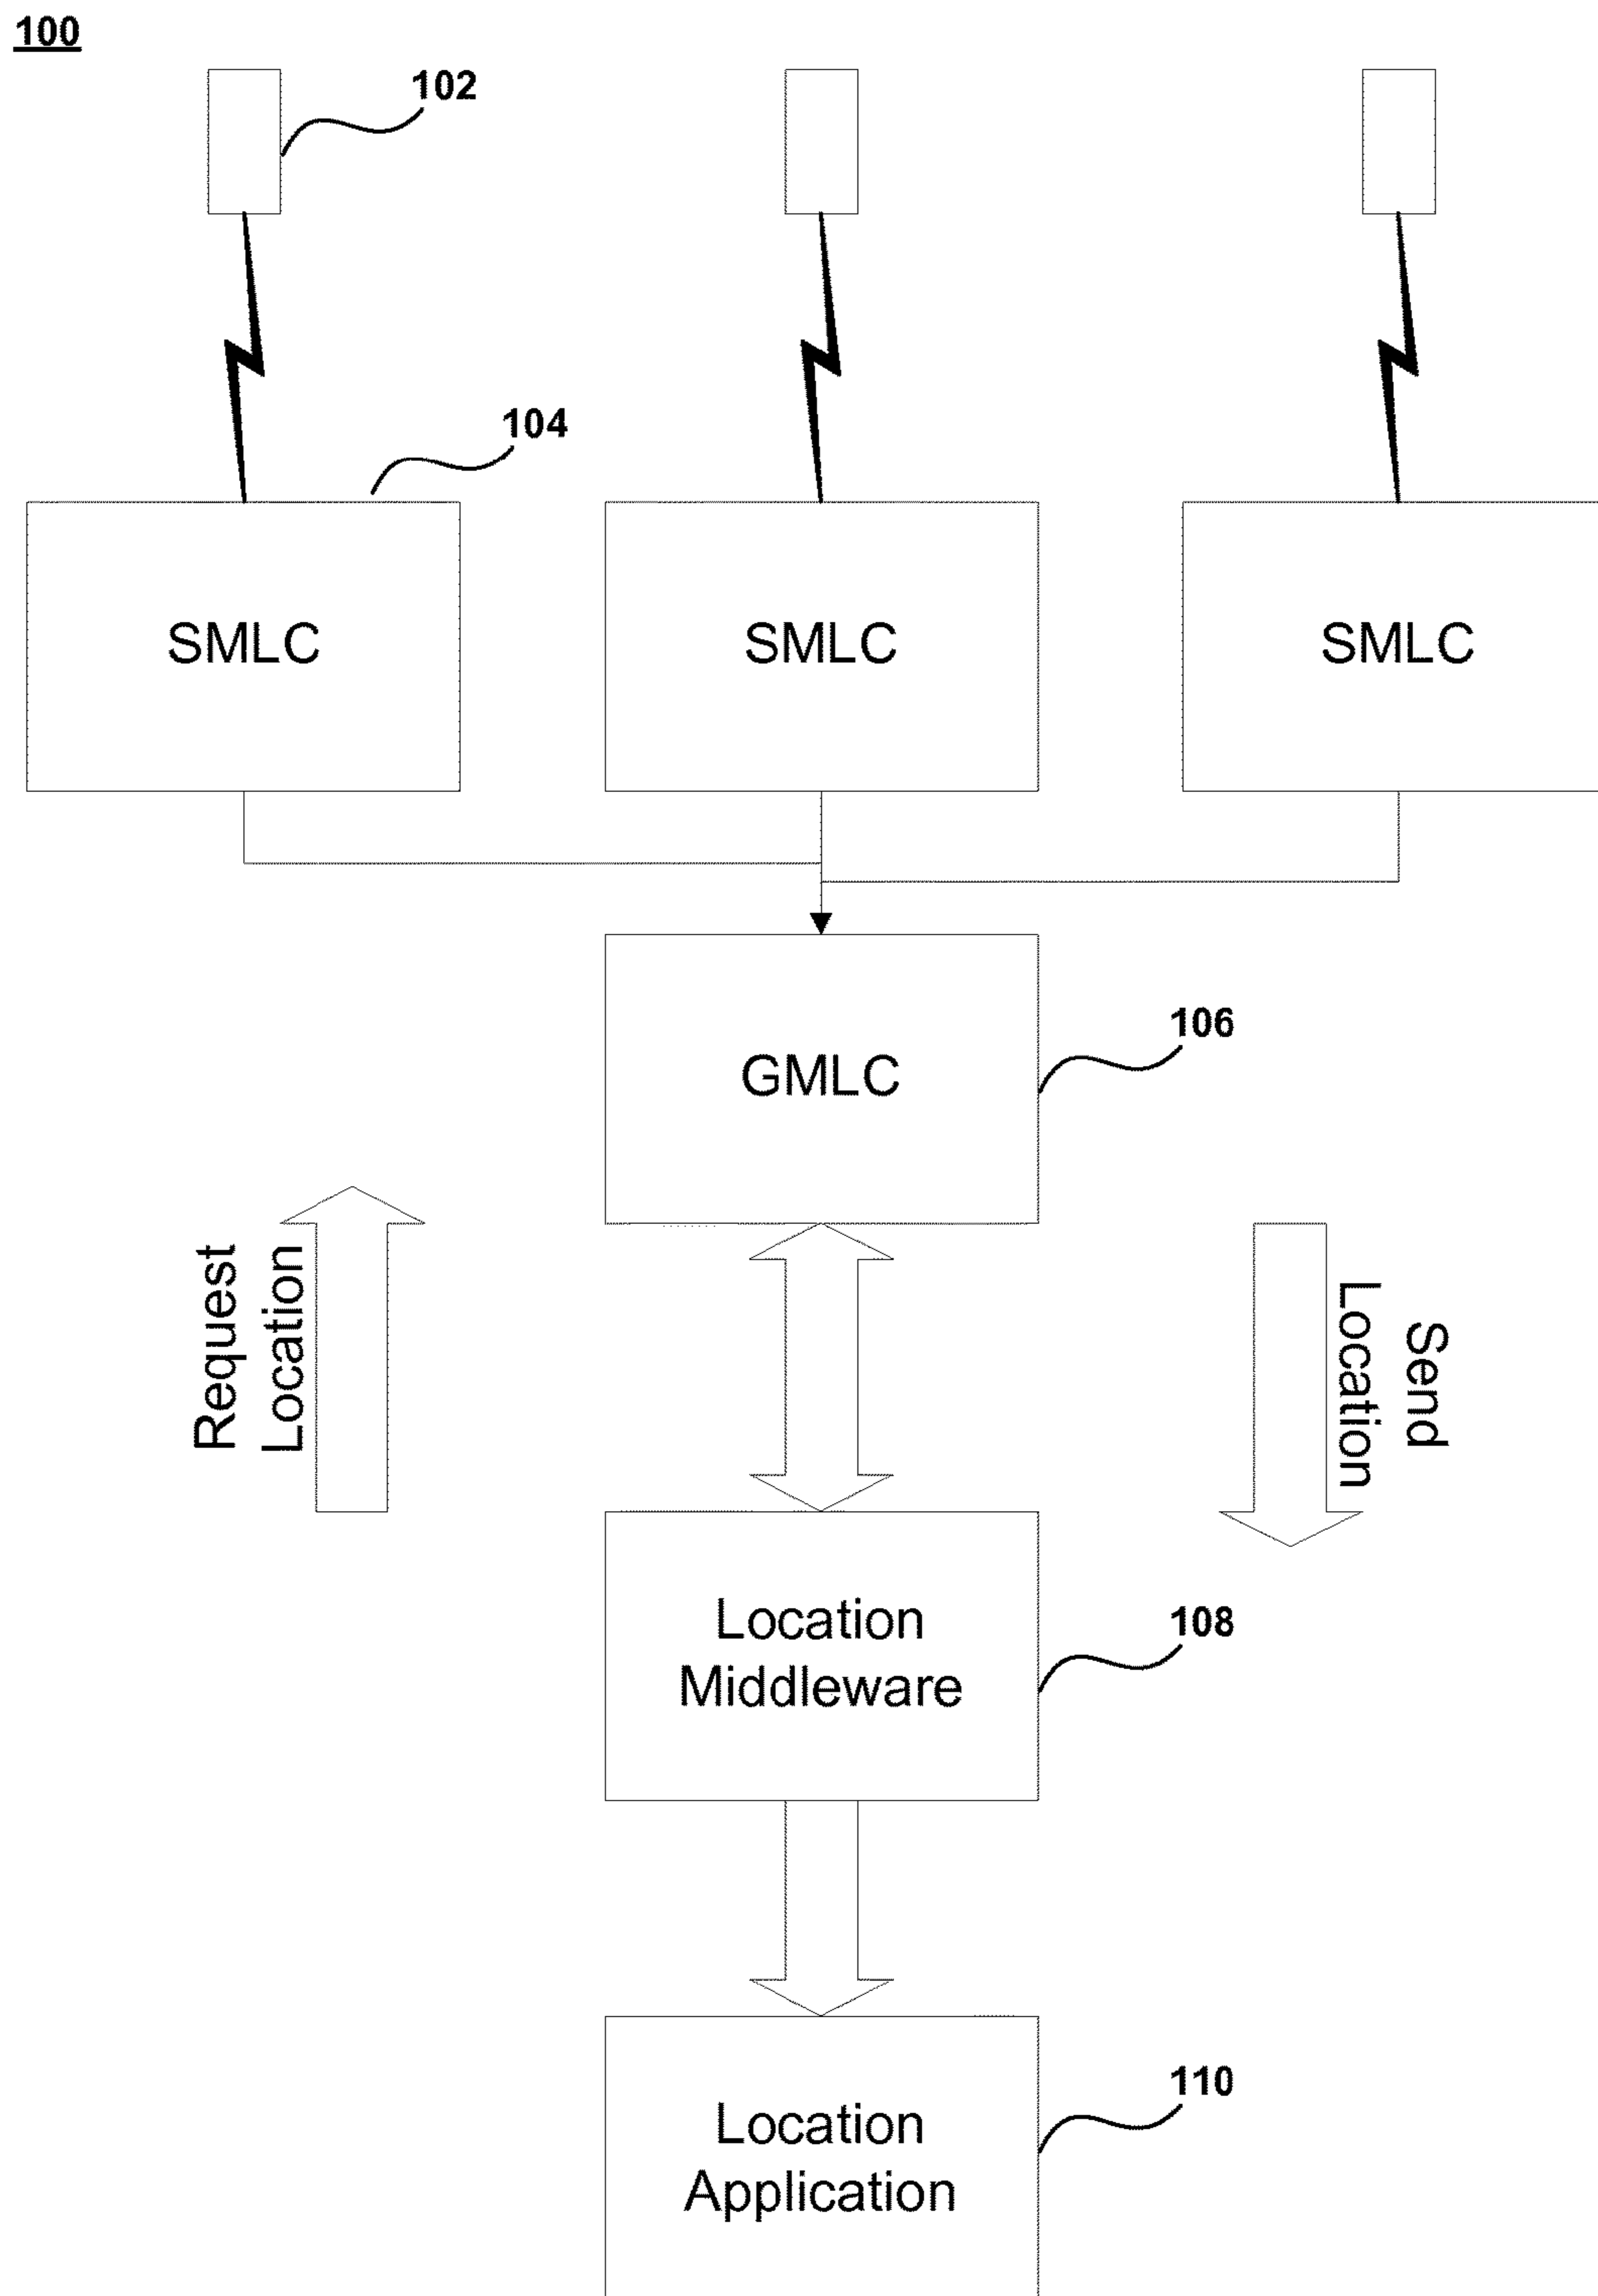 100
102
104
SMLC
SMLC
SMLC
GMLC
106
Request
Location
Send
Location
Location
Middleware
108
Location
Application
110